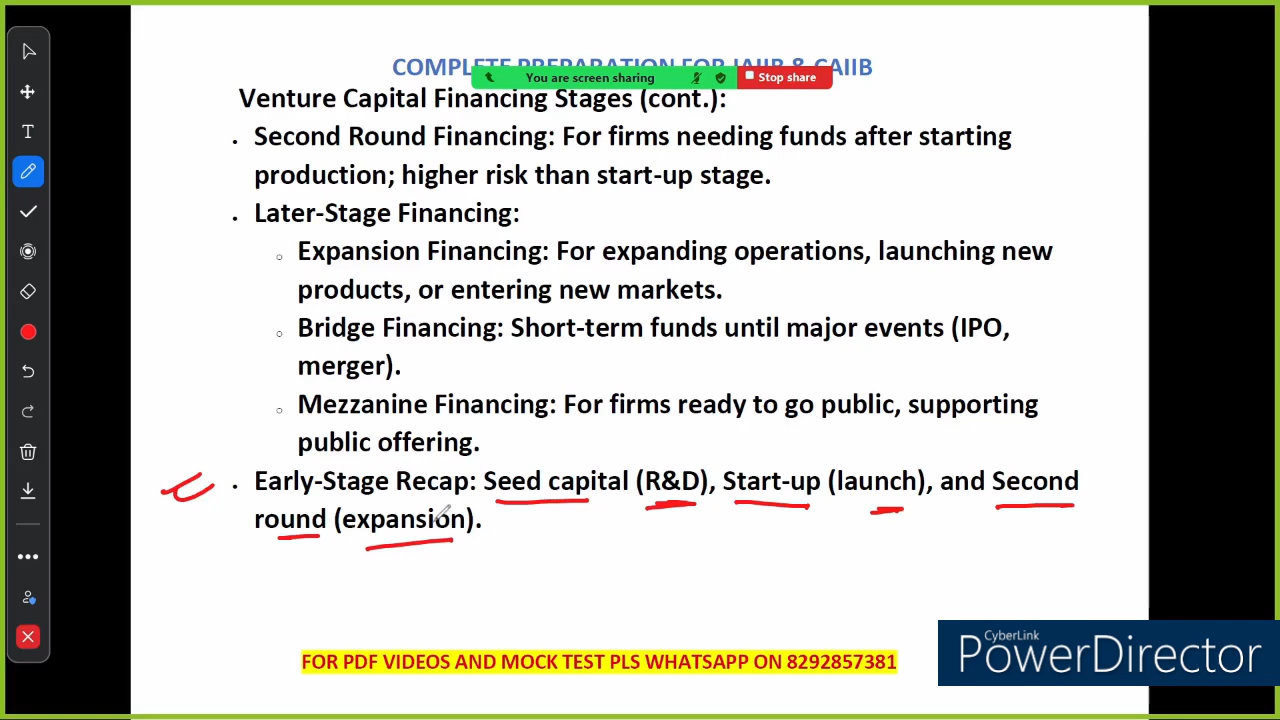 COMPLETE PREPARATION FOR JAIIB & CAIIB
You are screen sharing
Stop share
Venture Capital Financing Stages (cont.):
• Second Round Financing: For firms needing funds after starting
production; higher risk than start-up stage.
• Later-Stage Financing:
○ Expansion Financing: For expanding operations, launching new
products, or entering new markets.
○ Bridge Financing: Short-term funds until major events (IPO,
merger).
○ Mezzanine Financing: For firms ready to go public, supporting
public offering.
• Early-Stage Recap: Seed capital (R&D), Start-up (launch), and Second
round (expansion).
FOR PDF VIDEOS AND MOCK TEST PLS WHATSAPP ON 8292857381
CyberLink
PowerDirector